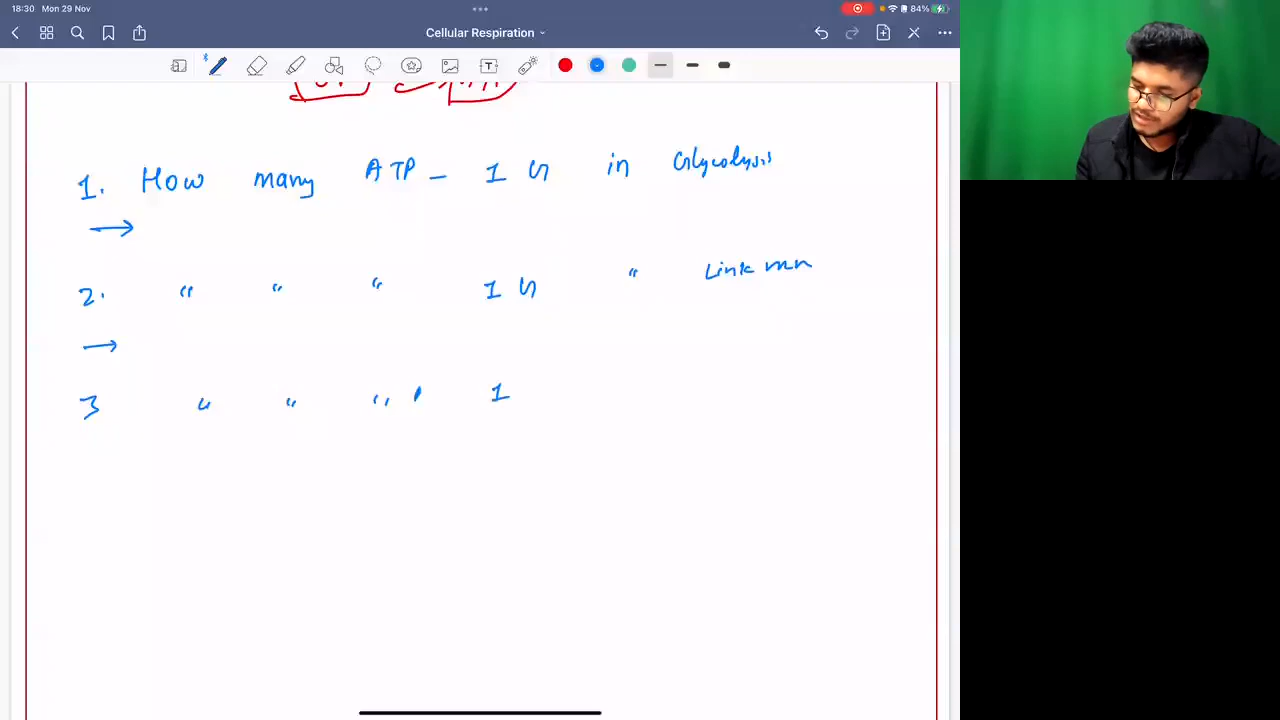 18:30 Mon 29 Nov
84%
Cellular Respiration
1. How many ATP - 1 G in Glycolysis
→
2. " " " 1 G " Link rxn
→
3 " " " 1